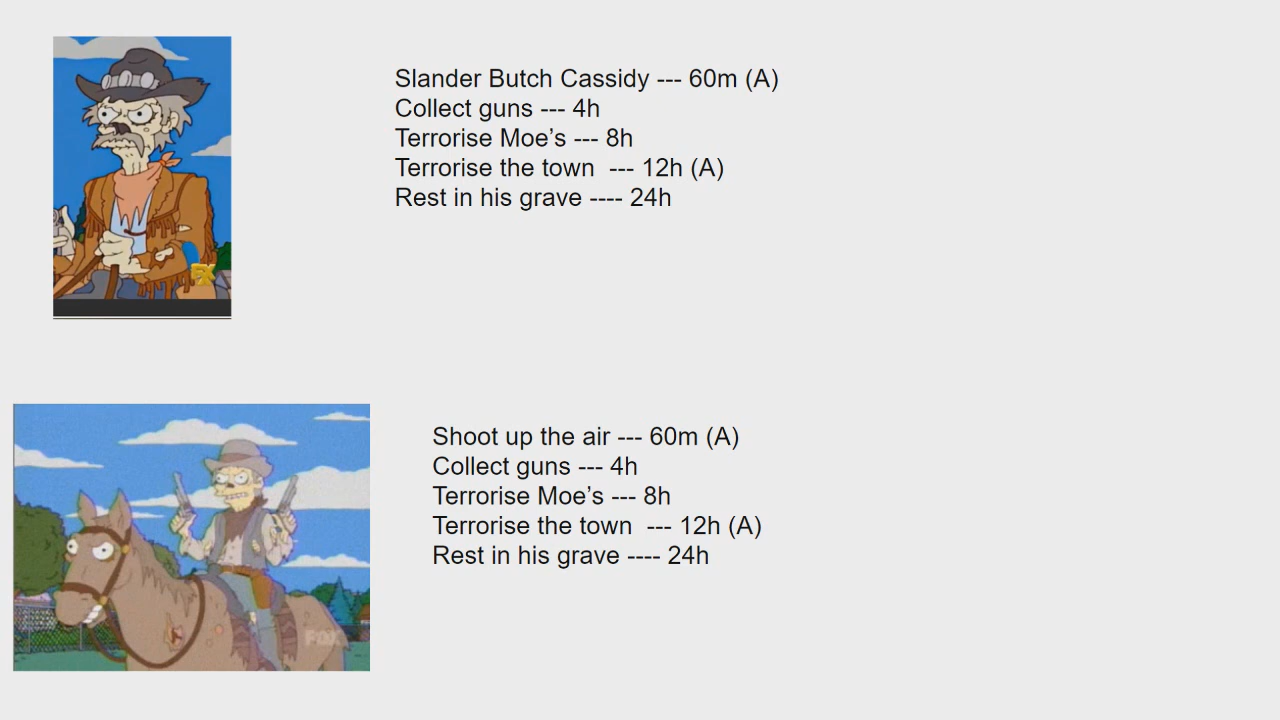 Slander Butch Cassidy --- 60m (A)
Collect guns --- 4h
Terrorise Moe’s --- 8h
Terrorise the town  --- 12h (A)
Rest in his grave ---- 24h
FX
Shoot up the air --- 60m (A)
Collect guns --- 4h
Terrorise Moe’s --- 8h
Terrorise the town  --- 12h (A)
Rest in his grave ---- 24h
FOX